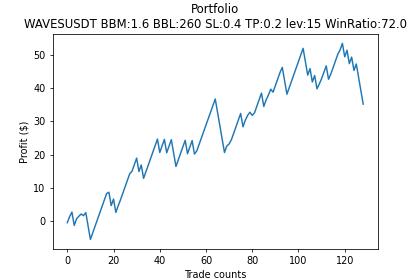 Portfolio
WAVESUSDT BBM:1.6 BBL:260 SL:0.4 TP:0.2 lev:15 WinRatio:72.0
Profit ($)
50
40
30
20
10
0
0 20 40 60 80 100 120
Trade counts